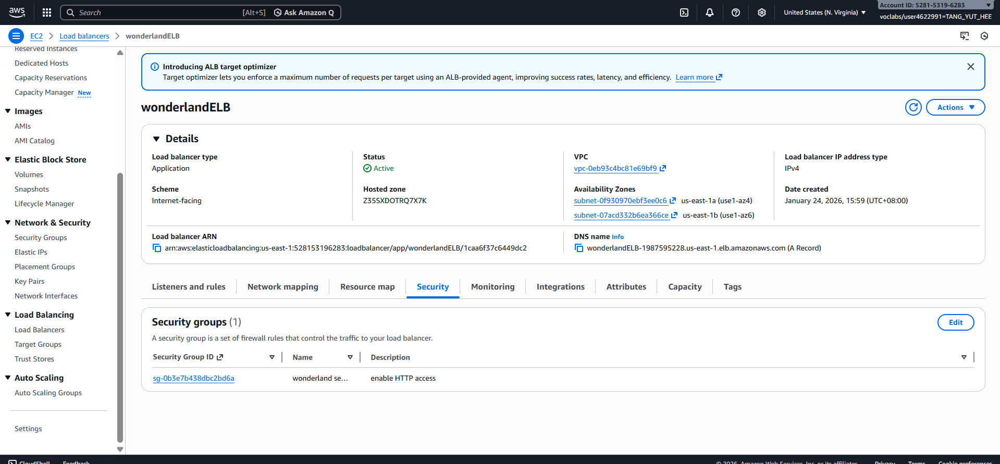 aws
Search
[Alt+S]
Ask Amazon Q
United States (N. Virginia)
Account ID: 5281-5319-6283
voclabs/user4622991=TANG_YUT_HEE
EC2
Load balancers
wonderlandELB
Reserved Instances
Dedicated Hosts
Capacity Reservations
Capacity Manager New
Images
AMIs
AMI Catalog
Elastic Block Store
Volumes
Snapshots
Lifecycle Manager
Network & Security
Security Groups
Elastic IPs
Placement Groups
Key Pairs
Network Interfaces
Load Balancing
Load Balancers
Target Groups
Trust Stores
Auto Scaling
Auto Scaling Groups
Settings
Introducing ALB target optimizer
Target optimizer lets you enforce a maximum number of requests per target using an ALB-provided agent, improving success rates, latency, and efficiency. Learn more
wonderlandELB
Actions
Details
Load balancer type
Application
Status
Active
VPC
vpc-0eb93c4bc81e69bf9
Load balancer IP address type
IPv4
Scheme
Internet-facing
Hosted zone
Z35SXDOTRQ7X7K
Availability Zones
subnet-0f930970ebf3ee0c6 us-east-1a (use1-az4)
subnet-07acd332b6ea366ce us-east-1b (use1-az6)
Date created
January 24, 2026, 15:59 (UTC+08:00)
Load balancer ARN
arn:aws:elasticloadbalancing:us-east-1:528153196283:loadbalancer/app/wonderlandELB/1caa6f37c6449dc2
DNS name Info
wonderlandELB-1987595228.us-east-1.elb.amazonaws.com (A Record)
Listeners and rules
Network mapping
Resource map
Security
Monitoring
Integrations
Attributes
Capacity
Tags
Security groups (1)
Edit
A security group is a set of firewall rules that control the traffic to your load balancer.
Security Group ID
Name
Description
sg-0b3e7b438dbc2bd6a
wonderland se...
enable HTTP access
CloudShell
Feedback
© 2026, Amazon Web Services, Inc. or its affiliates.
Privacy
Terms
Cookie preferences